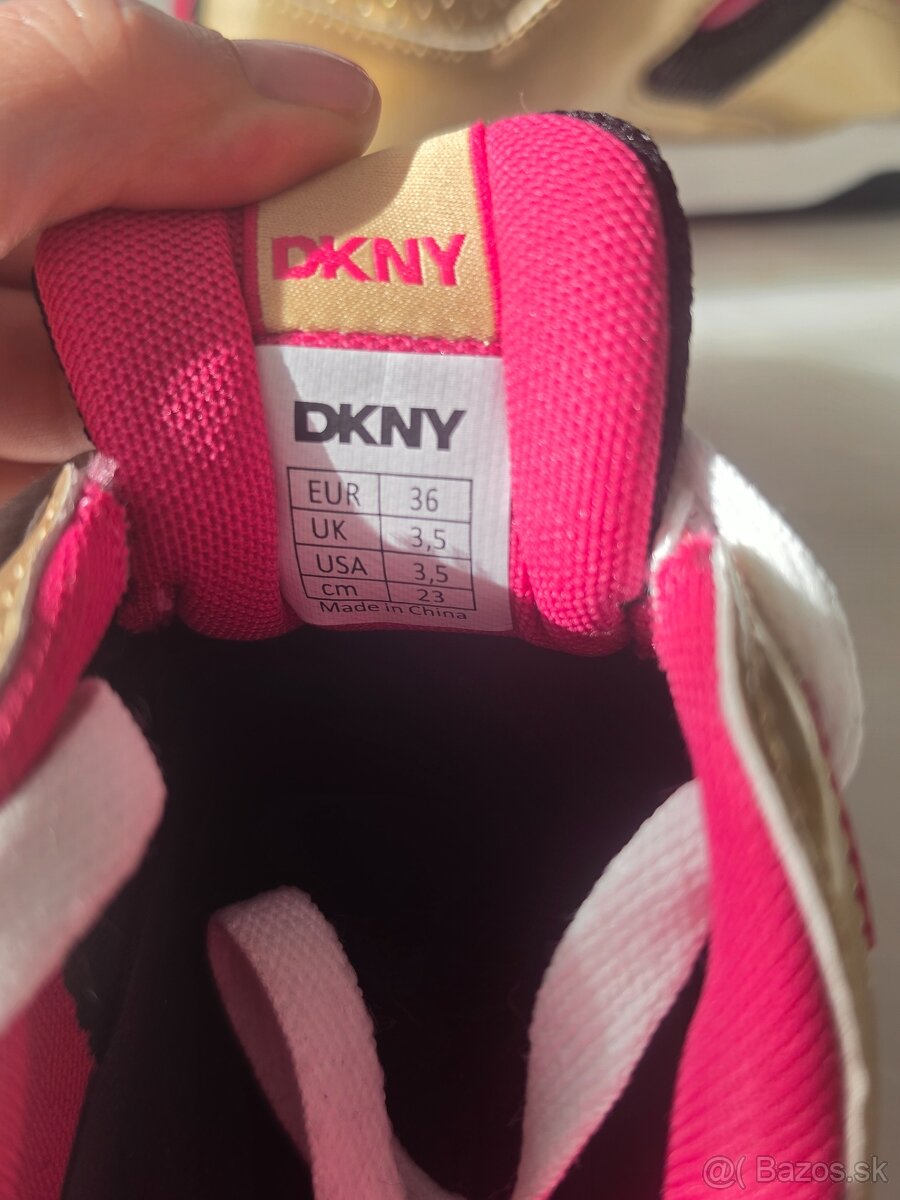 DKNY
DKNY
EUR 36
UK 3,5
USA 3,5
cm 23
Made in China
@( Bazos.sk